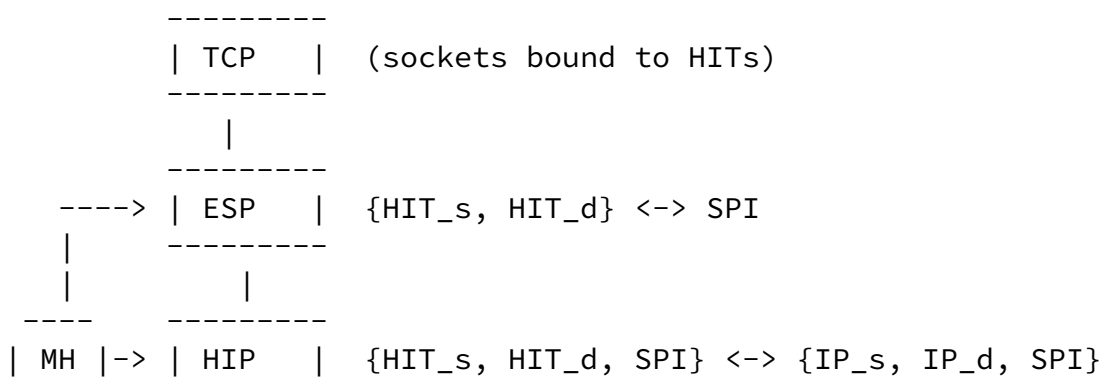 ---------
| TCP   |  (sockets bound to HITs)
---------
|
---------
----> | ESP   |  {HIT_s, HIT_d} <-> SPI
|     ---------
|         |
----    ---------
| MH |-> | HIP   |  {HIT_s, HIT_d, SPI} <-> {IP_s, IP_d, SPI}